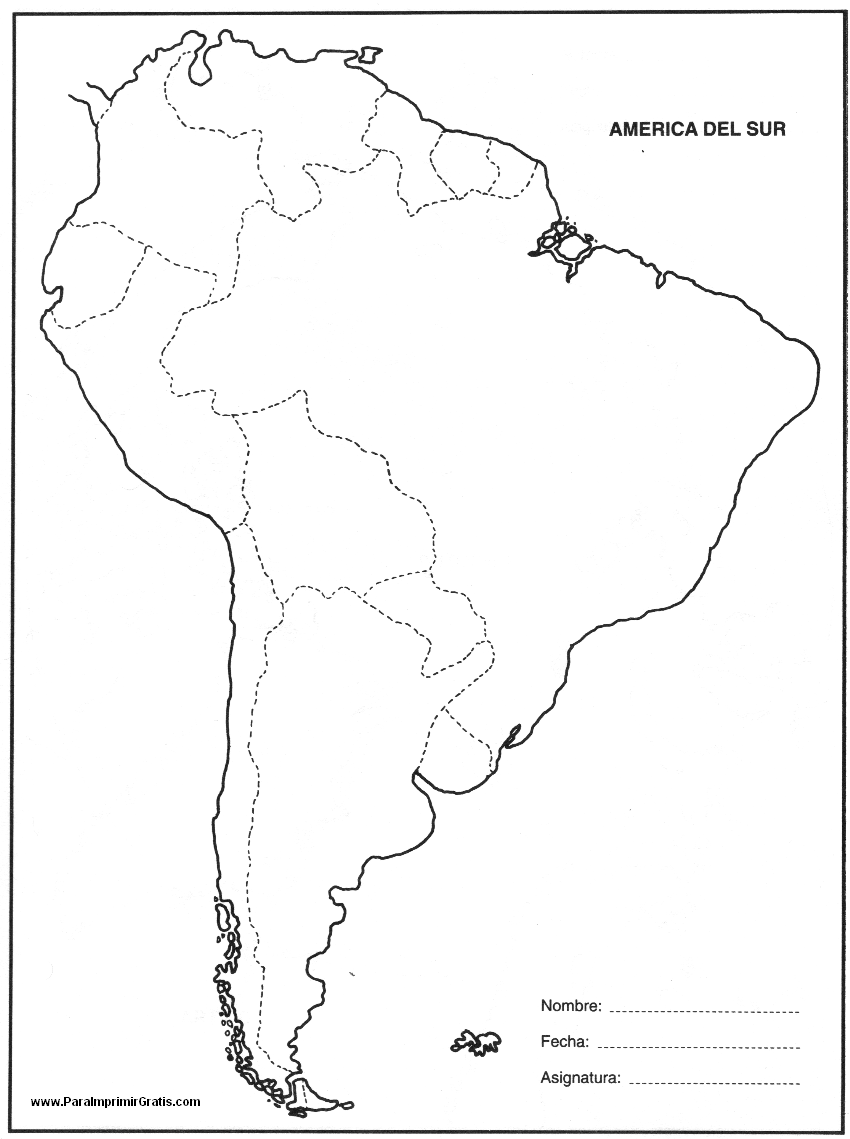 AMERICA DEL SUR
Nombre:
Fecha:
Asignatura:
www.ParaImprimirGratis.com